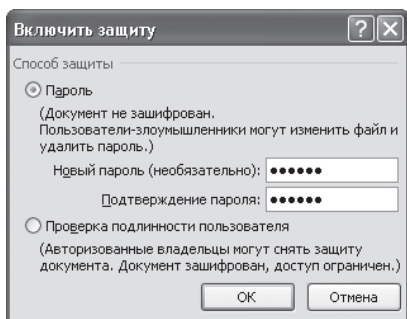 Включить защиту
Способ защиты
Пароль
(Документ не зашифрован.
Пользователи-злоумышленники могут изменить файл и
удалить пароль.)
Новый пароль (необязательно): ••••••
Подтверждение пароля: ••••••
Проверка подлинности пользователя
(Авторизованные владельцы могут снять защиту
документа. Документ зашифрован, доступ ограничен.)
ОК Отмена